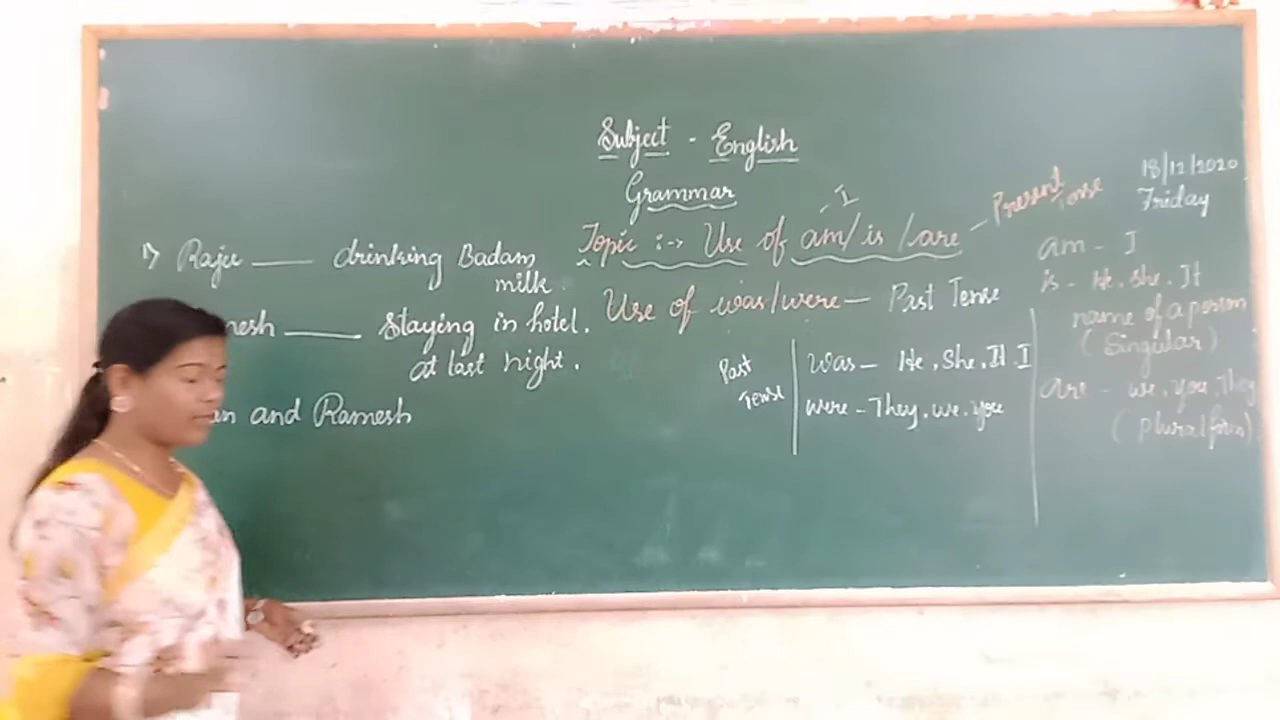 Subject - English
Grammar
I
Topic :-> Use of am/is/are - Present Tense
Use of was/were - Past Tense
18/12/2020
Friday
1) Raju ____ drinking Badam
milk.
____ staying in hotel.
at last night.
and Ramesh
Past
Tense
was - He, She, It, I
were - They, we, you
am - I
is - He, she, It
name of a person
(Singular)
are - we, you, They
(plural form)